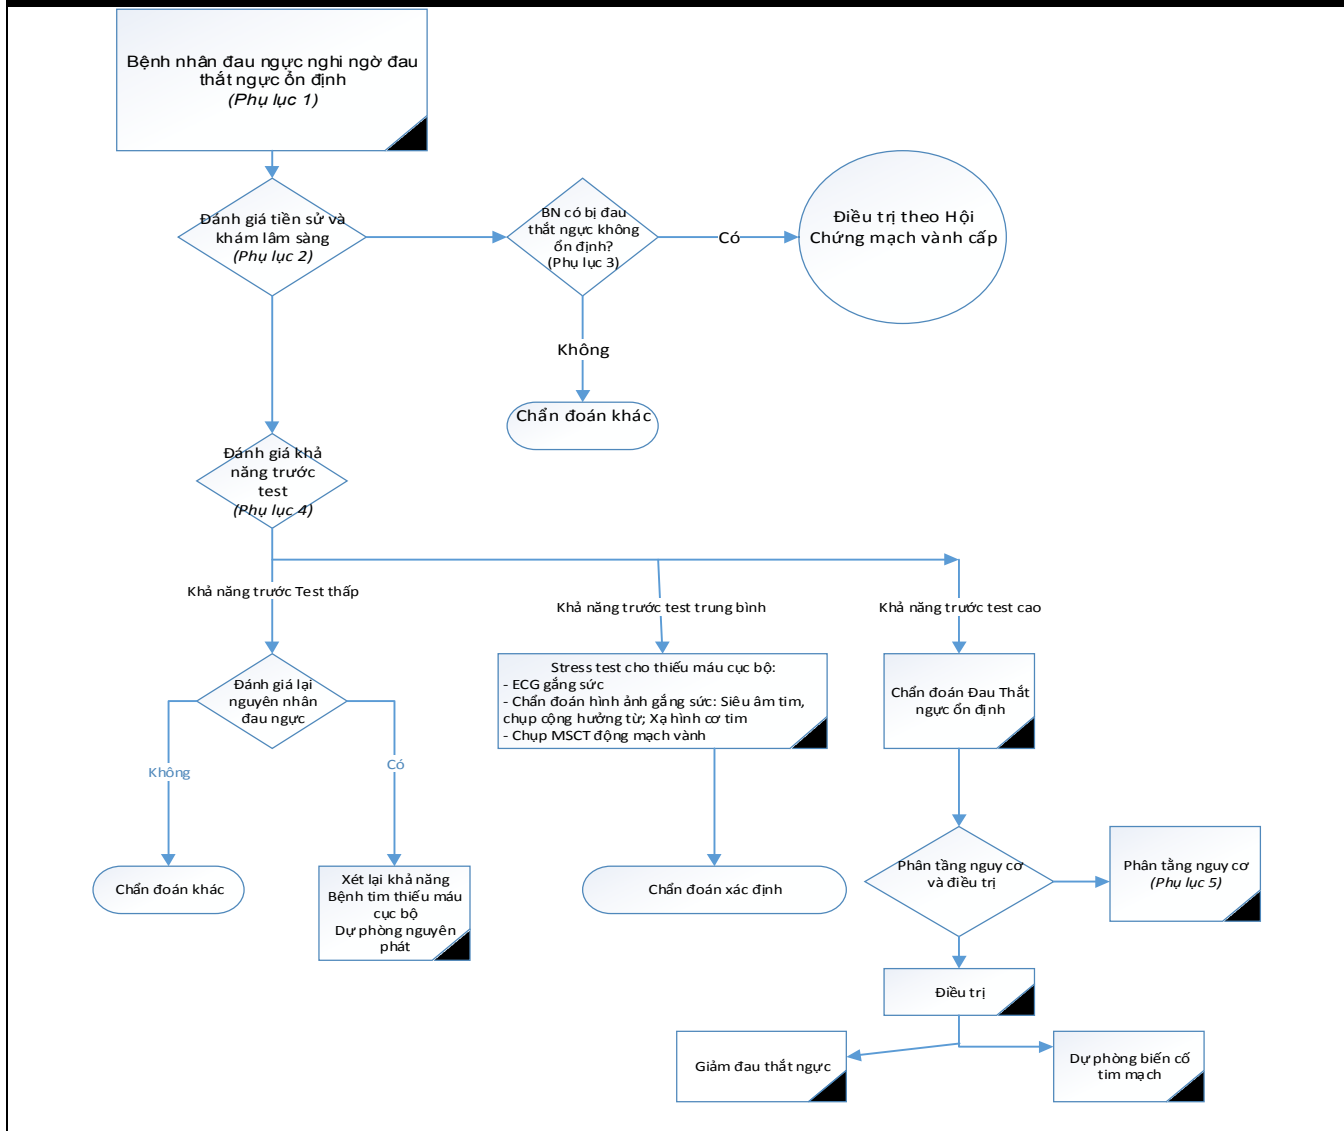 Bệnh nhân đau ngực nghi ngờ đau
thắt ngực ổn định
(Phụ lục 1)
Đánh giá tiền sử và
khám lâm sàng
(Phụ lục 2)
BN có bị đau
thắt ngực không
ổn định?
(Phụ lục 3)
Có
Điều trị theo Hội
Chứng mạch vành cấp
Không
Chẩn đoán khác
Đánh giá khả
năng trước
test
(Phụ lục 4)
Khả năng trước Test thấp
Khả năng trước test trung bình
Khả năng trước test cao
Đánh giá lại
nguyên nhân
đau ngực
Stress test cho thiếu máu cục bộ:
- ECG gắng sức
- Chẩn đoán hình ảnh gắng sức: Siêu âm tim,
chụp cộng hưởng từ; Xạ hình cơ tim
- Chụp MSCT động mạch vành
Chẩn đoán Đau Thắt
ngực ổn định
Không
Có
Chẩn đoán khác
Xét lại khả năng
Bệnh tim thiếu máu
cục bộ
Dự phòng nguyên
phát
Chẩn đoán xác định
Phân tầng nguy cơ
và điều trị
Phân tằng nguy cơ
(Phụ lục 5)
Điều trị
Giảm đau thắt ngực
Dự phòng biến cố
tim mạch